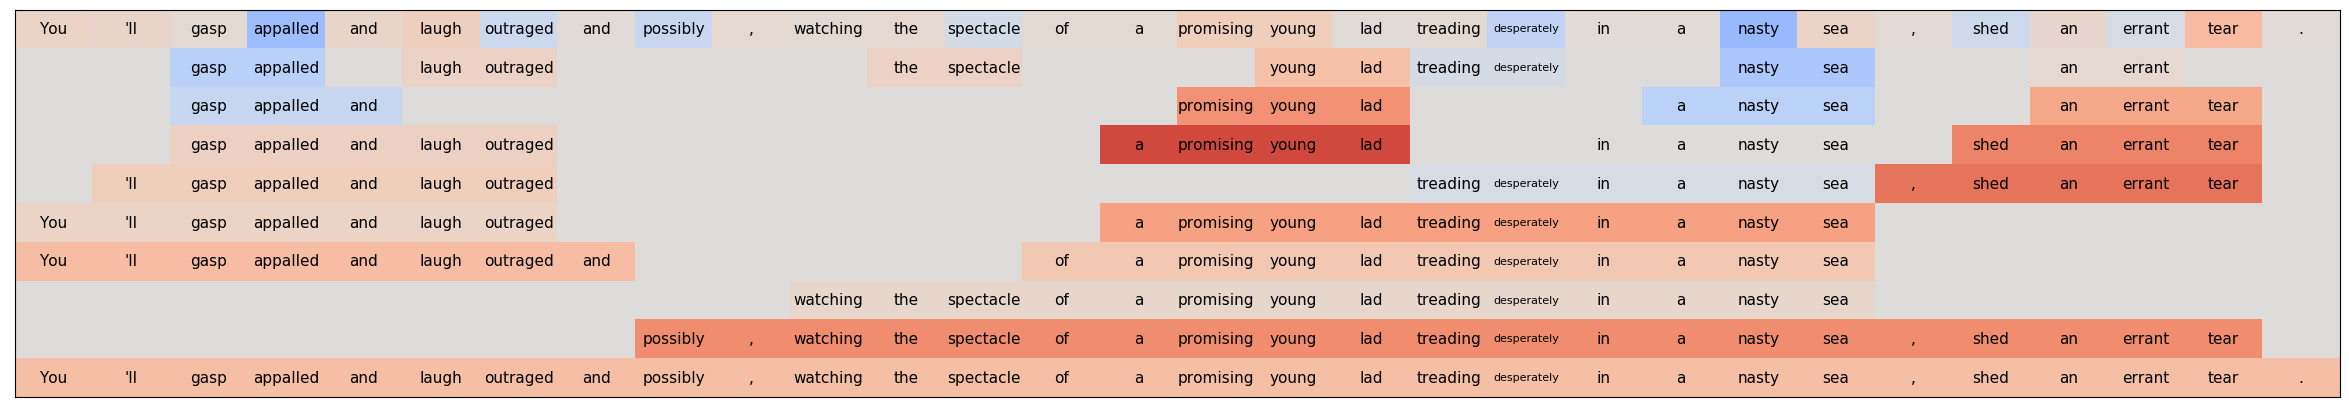 You 'll gasp appalled and laugh outraged and possibly , watching the spectacle of a promising young lad treading desperately in a nasty sea , shed an errant tear .
gasp appalled laugh outraged the spectacle young lad treading desperately nasty sea an errant
gasp appalled and promising young lad a nasty sea an errant tear
gasp appalled and laugh outraged a promising young lad in a nasty sea shed an errant tear
'll gasp appalled and laugh outraged treading desperately in a nasty sea , shed an errant tear
You 'll gasp appalled and laugh outraged a promising young lad treading desperately in a nasty sea
You 'll gasp appalled and laugh outraged and of a promising young lad treading desperately in a nasty sea
watching the spectacle of a promising young lad treading desperately in a nasty sea
possibly , watching the spectacle of a promising young lad treading desperately in a nasty sea , shed an errant tear
You 'll gasp appalled and laugh outraged and possibly , watching the spectacle of a promising young lad treading desperately in a nasty sea , shed an errant tear .